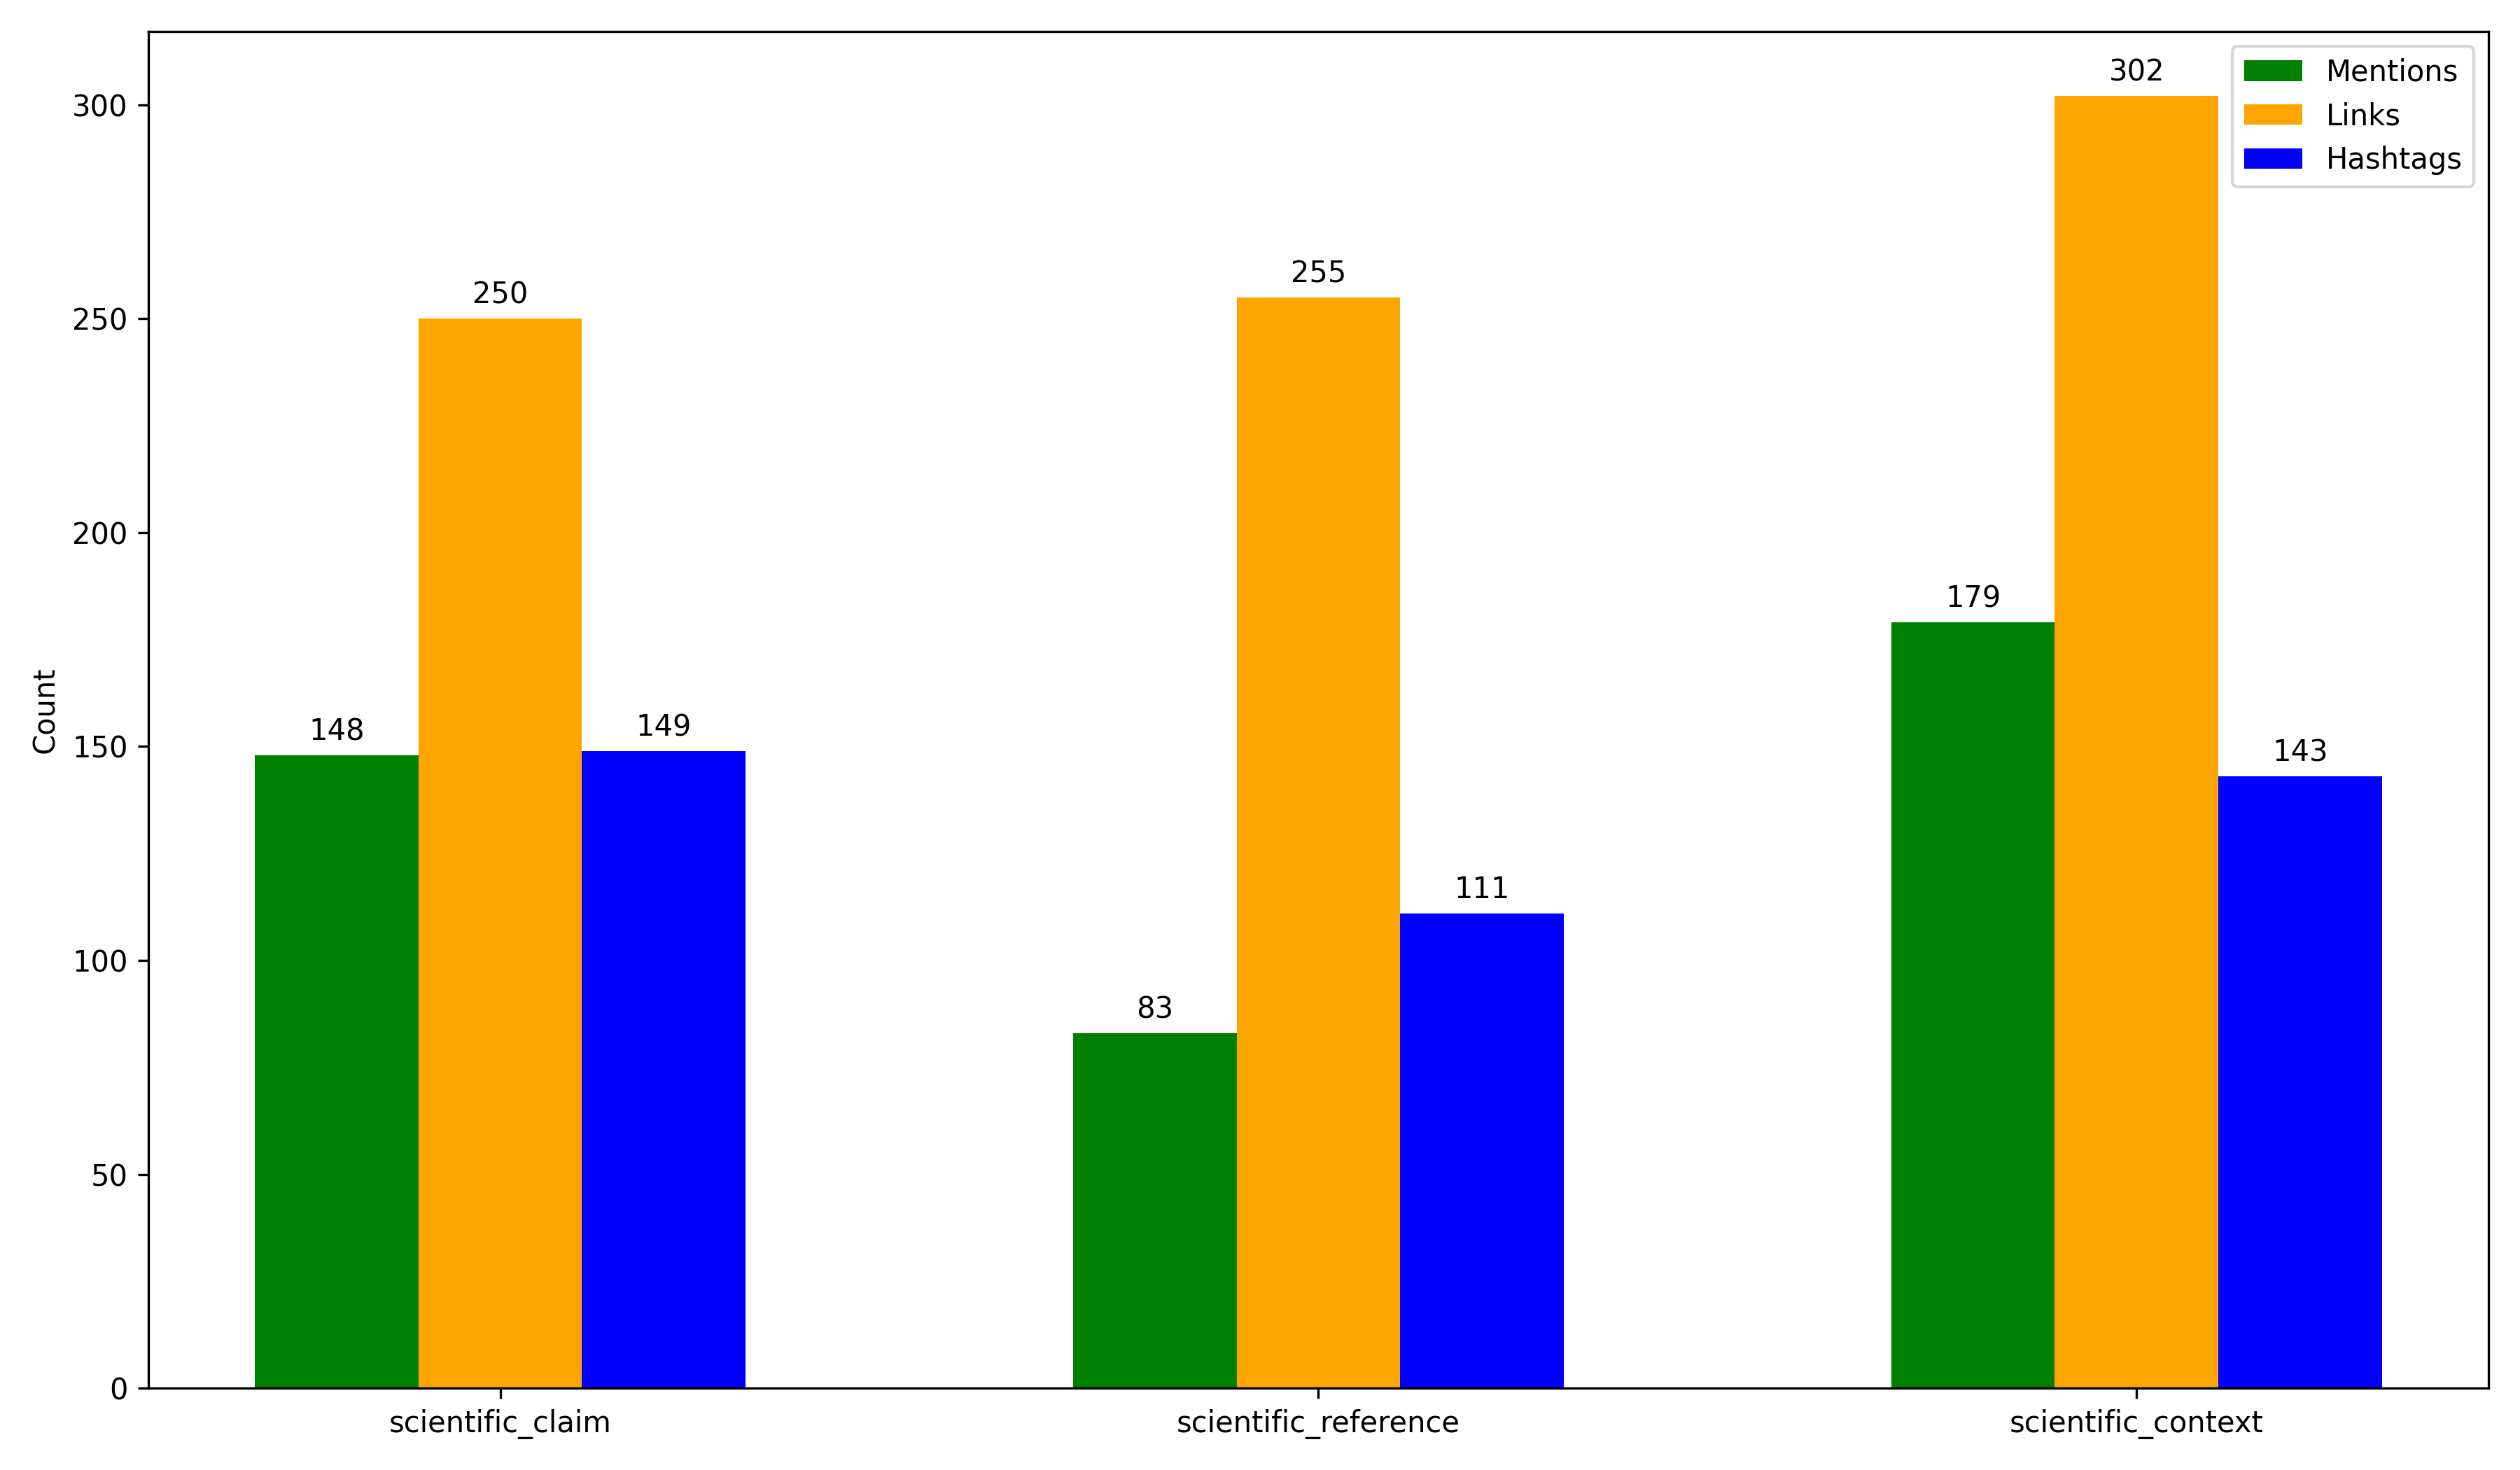 Mentions
Links
Hashtags
Count
300
250
200
150
100
50
0
148
250
149
83
255
111
179
302
143
scientific_claim
scientific_reference
scientific_context